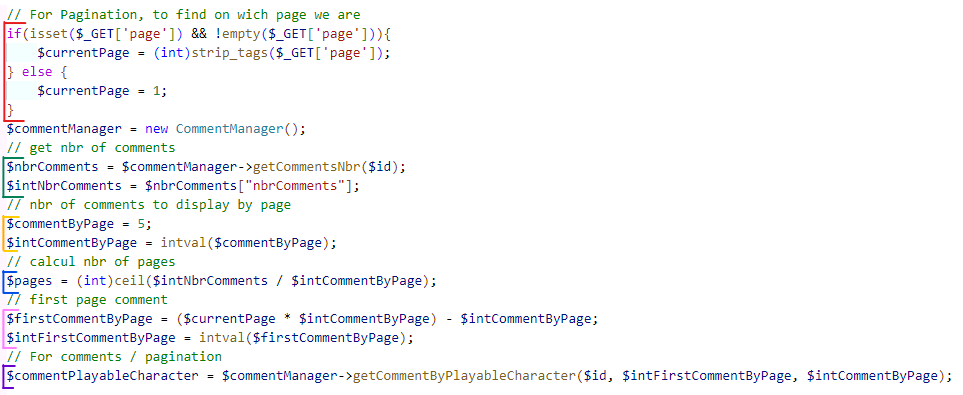 // For Pagination, to find on wich page we are
if(isset($_GET['page']) && !empty($_GET['page'])){
    $currentPage = (int)strip_tags($_GET['page']);
} else {
    $currentPage = 1;
}
$commentManager = new CommentManager();
// get nbr of comments
$nbrComments = $commentManager->getCommentsNbr($id);
$intNbrComments = $nbrComments["nbrComments"];
// nbr of comments to display by page
$commentByPage = 5;
$intCommentByPage = intval($commentByPage);
// calcul nbr of pages
$pages = (int)ceil($intNbrComments / $intCommentByPage);
// first page comment
$firstCommentByPage = ($currentPage * $intCommentByPage) - $intCommentByPage;
$intFirstCommentByPage = intval($firstCommentByPage);
// For comments / pagination
$commentPlayableCharacter = $commentManager->getCommentByPlayableCharacter($id, $intFirstCommentByPage, $intCommentByPage);